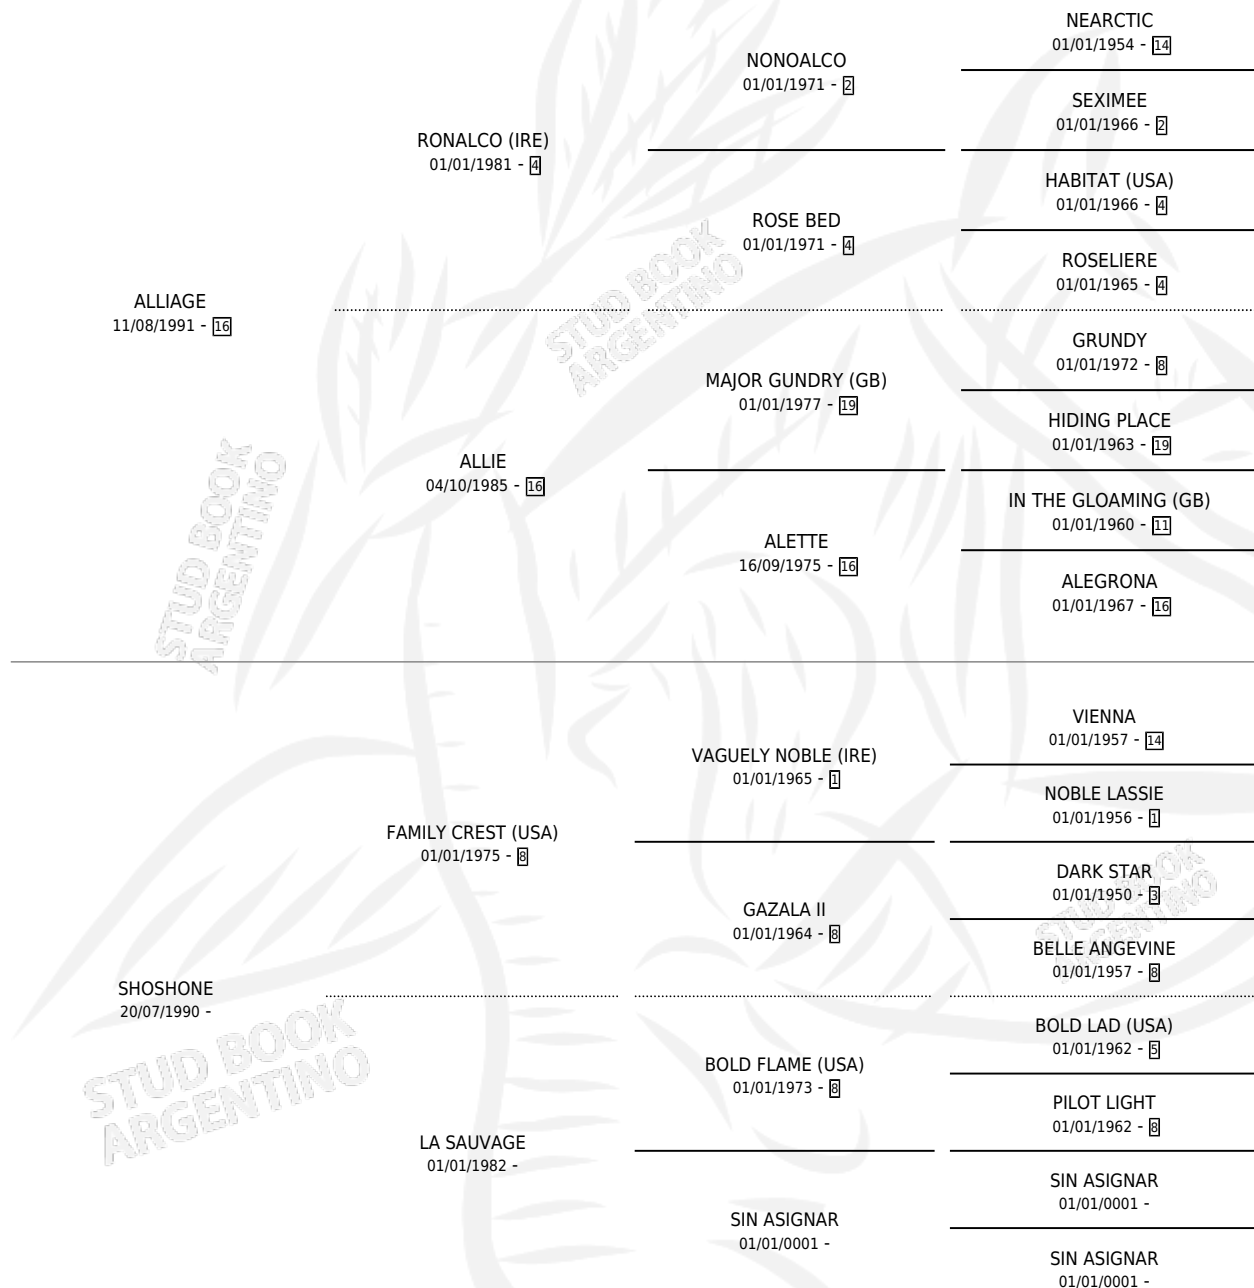 NEARCTIC
01/01/1954 - 14
NONOALCO
01/01/1971 - 2
SEXIMEE
01/01/1966 - 2
RONALCO (IRE)
01/01/1981 - 4
HABITAT (USA)
01/01/1966 - 4
ROSE BED
01/01/1971 - 4
ROSELIERE
01/01/1965 - 4
ALLIAGE
11/08/1991 - 16
GRUNDY
01/01/1972 - 8
MAJOR GUNDRY (GB)
01/01/1977 - 19
HIDING PLACE
01/01/1963 - 19
ALLIE
04/10/1985 - 16
IN THE GLOAMING (GB)
01/01/1960 - 11
ALETTE
16/09/1975 - 16
ALEGRONA
01/01/1967 - 16
VIENNA
01/01/1957 - 14
VAGUELY NOBLE (IRE)
01/01/1965 - 1
NOBLE LASSIE
01/01/1956 - 1
FAMILY CREST (USA)
01/01/1975 - 8
DARK STAR
01/01/1950 - 3
GAZALA II
01/01/1964 - 8
BELLE ANGEVINE
01/01/1957 - 8
SHOSHONE
20/07/1990 -
BOLD LAD (USA)
01/01/1962 - 5
BOLD FLAME (USA)
01/01/1973 - 8
PILOT LIGHT
01/01/1962 - 8
LA SAUVAGE
01/01/1982 -
SIN ASIGNAR
01/01/0001 -
SIN ASIGNAR
01/01/0001 -
SIN ASIGNAR
01/01/0001 -
STUD BOOK
ARGENTINO
STUD BOOK
ARGENTINO
STUD BOOK
ARGENTINO
STUD BOOK
ARGENTINO